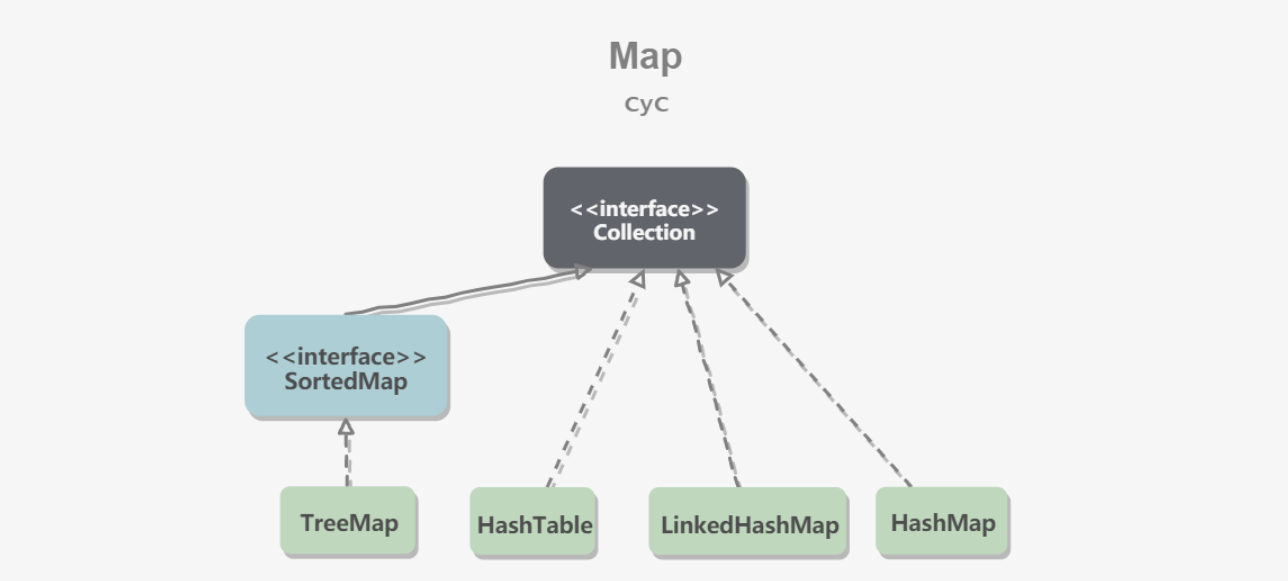 Map
CyC
<<interface>>
Collection
<<interface>>
SortedMap
TreeMap
HashTable
LinkedHashMap
HashMap